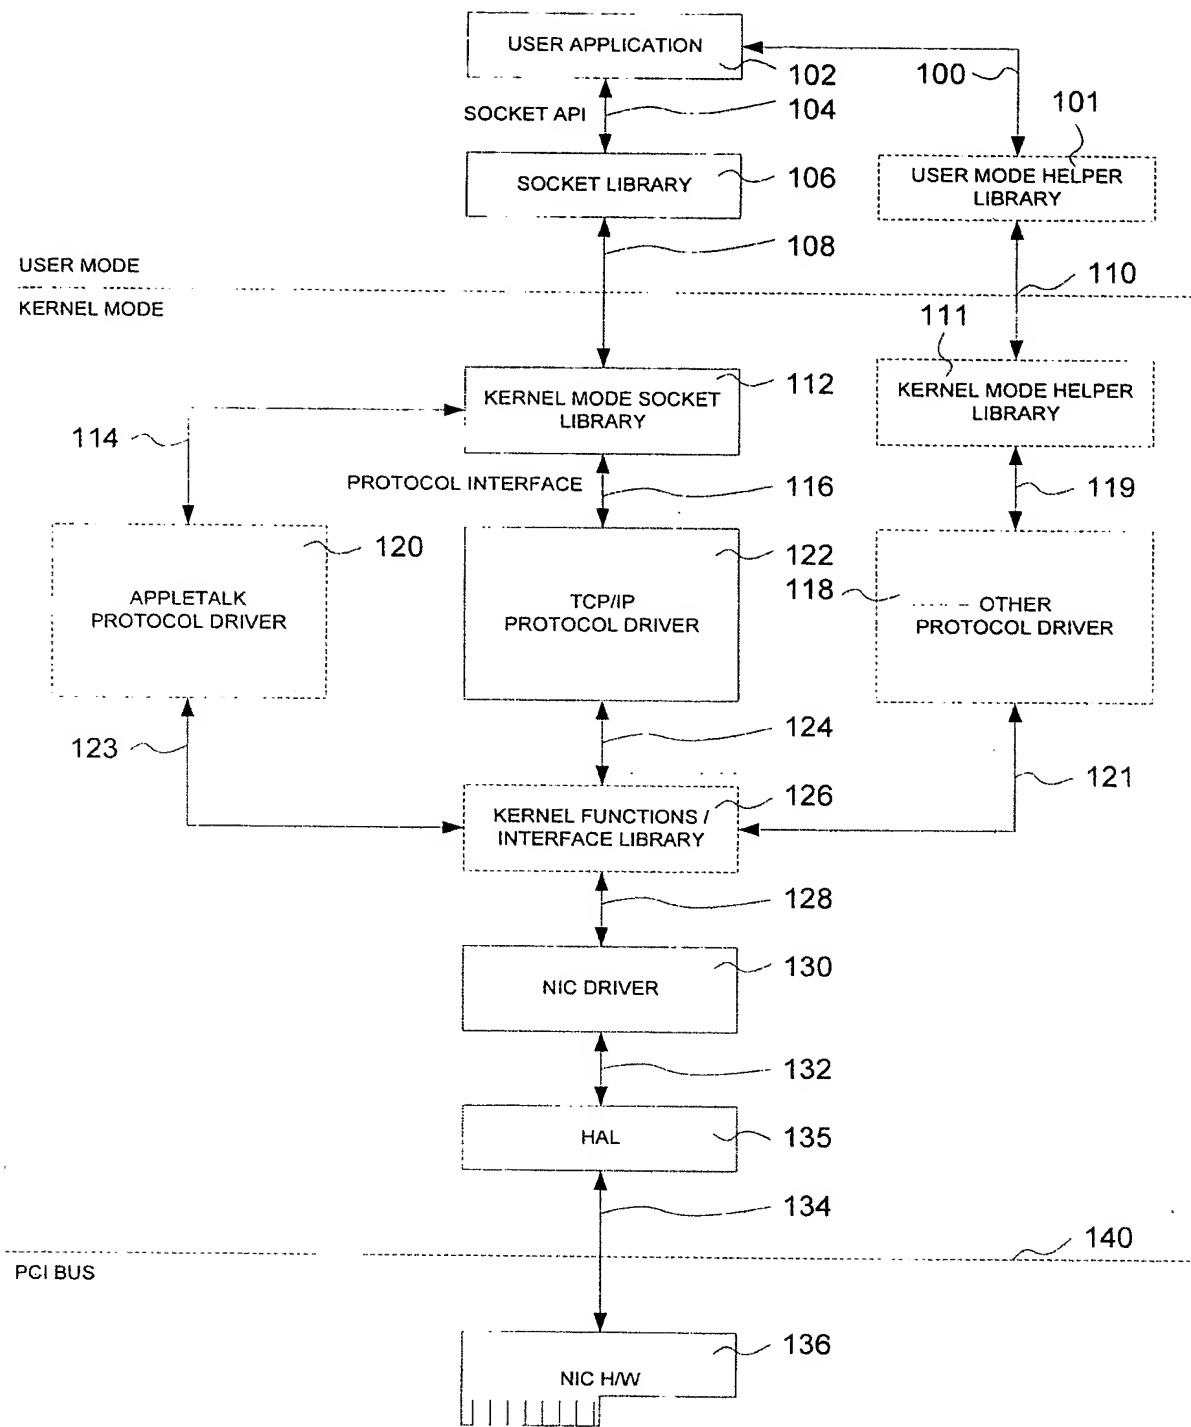 USER APPLICATION
102
100
SOCKET API
104
101
SOCKET LIBRARY
106
USER MODE HELPER
LIBRARY
108
USER MODE
110
KERNEL MODE
111
KERNEL MODE SOCKET
LIBRARY
112
KERNEL MODE HELPER
LIBRARY
114
PROTOCOL INTERFACE
116
119
120
122
118
APPLETALK
PROTOCOL DRIVER
TCP/IP
PROTOCOL DRIVER
OTHER
PROTOCOL DRIVER
123
124
121
126
KERNEL FUNCTIONS /
INTERFACE LIBRARY
128
NIC DRIVER
130
132
HAL
135
134
140
PCI BUS
136
NIC H/W